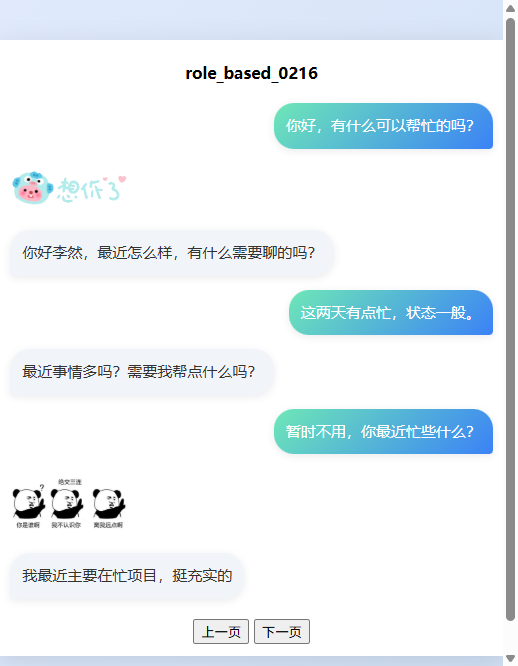 role_based_0216
你好，有什么可以帮忙的吗？
想你了
你好李然，最近怎么样，有什么需要聊的吗？
这两天有点忙，状态一般。
最近事情多吗？需要我帮点什么吗？
暂时不用，你最近忙些什么？
绝交三连
?
你是谁啊 我不认识你 离我远点啊
我最近主要在忙项目，挺充实的
上一页 下一页